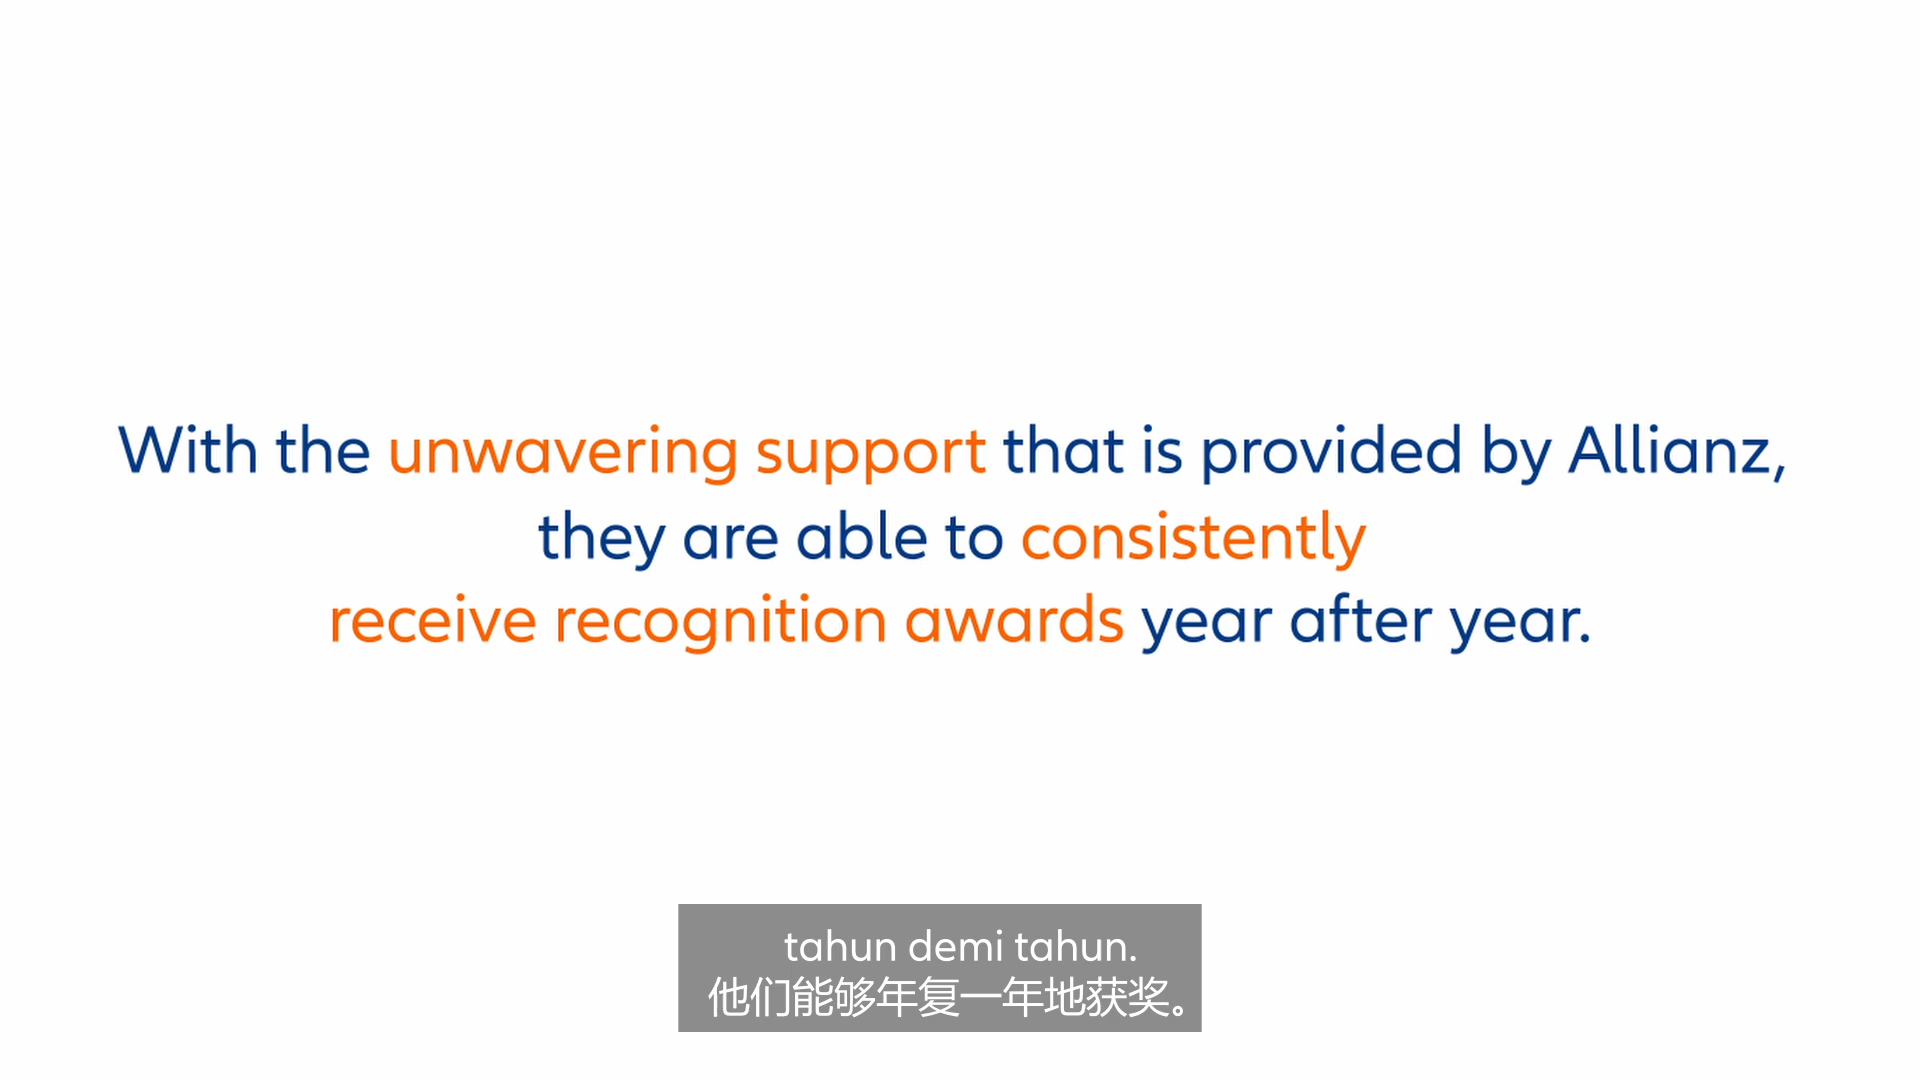 With the unwavering support that is provided by Allianz,
they are able to consistently
receive recognition awards year after year.
tahun demi tahun.
他们能够年复一年地获奖。